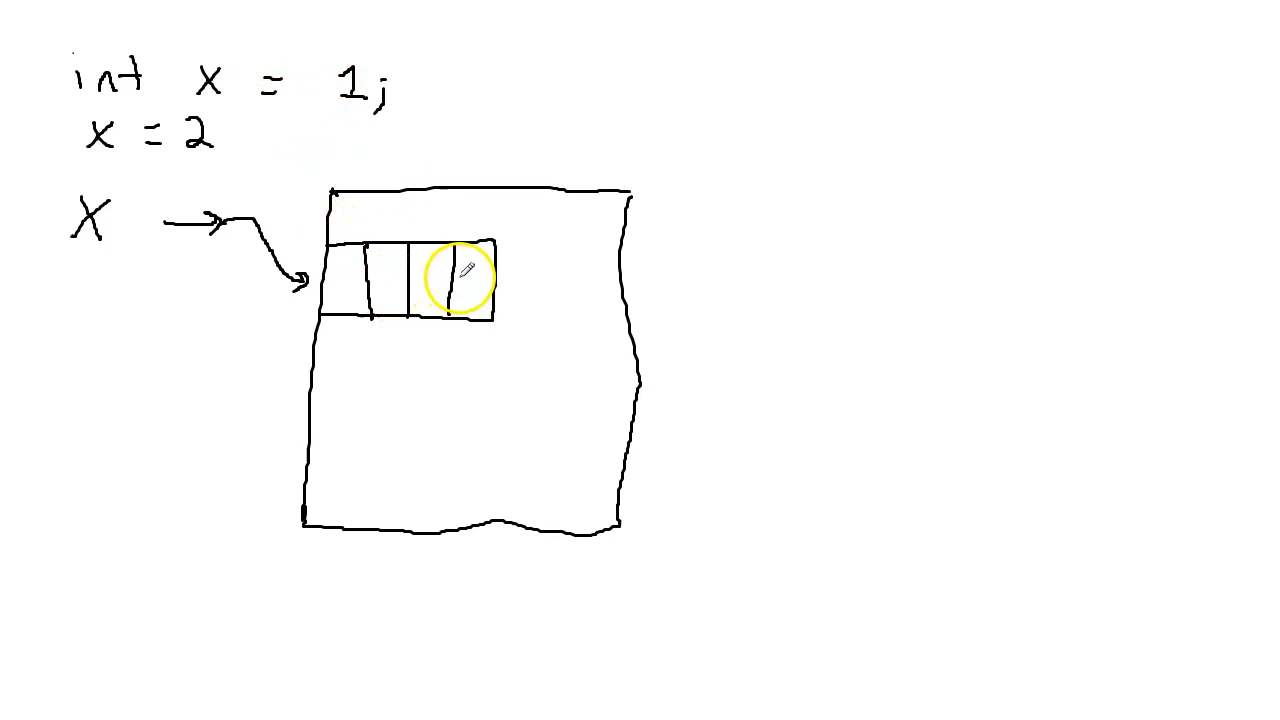 int x = 1;
x = 2
X